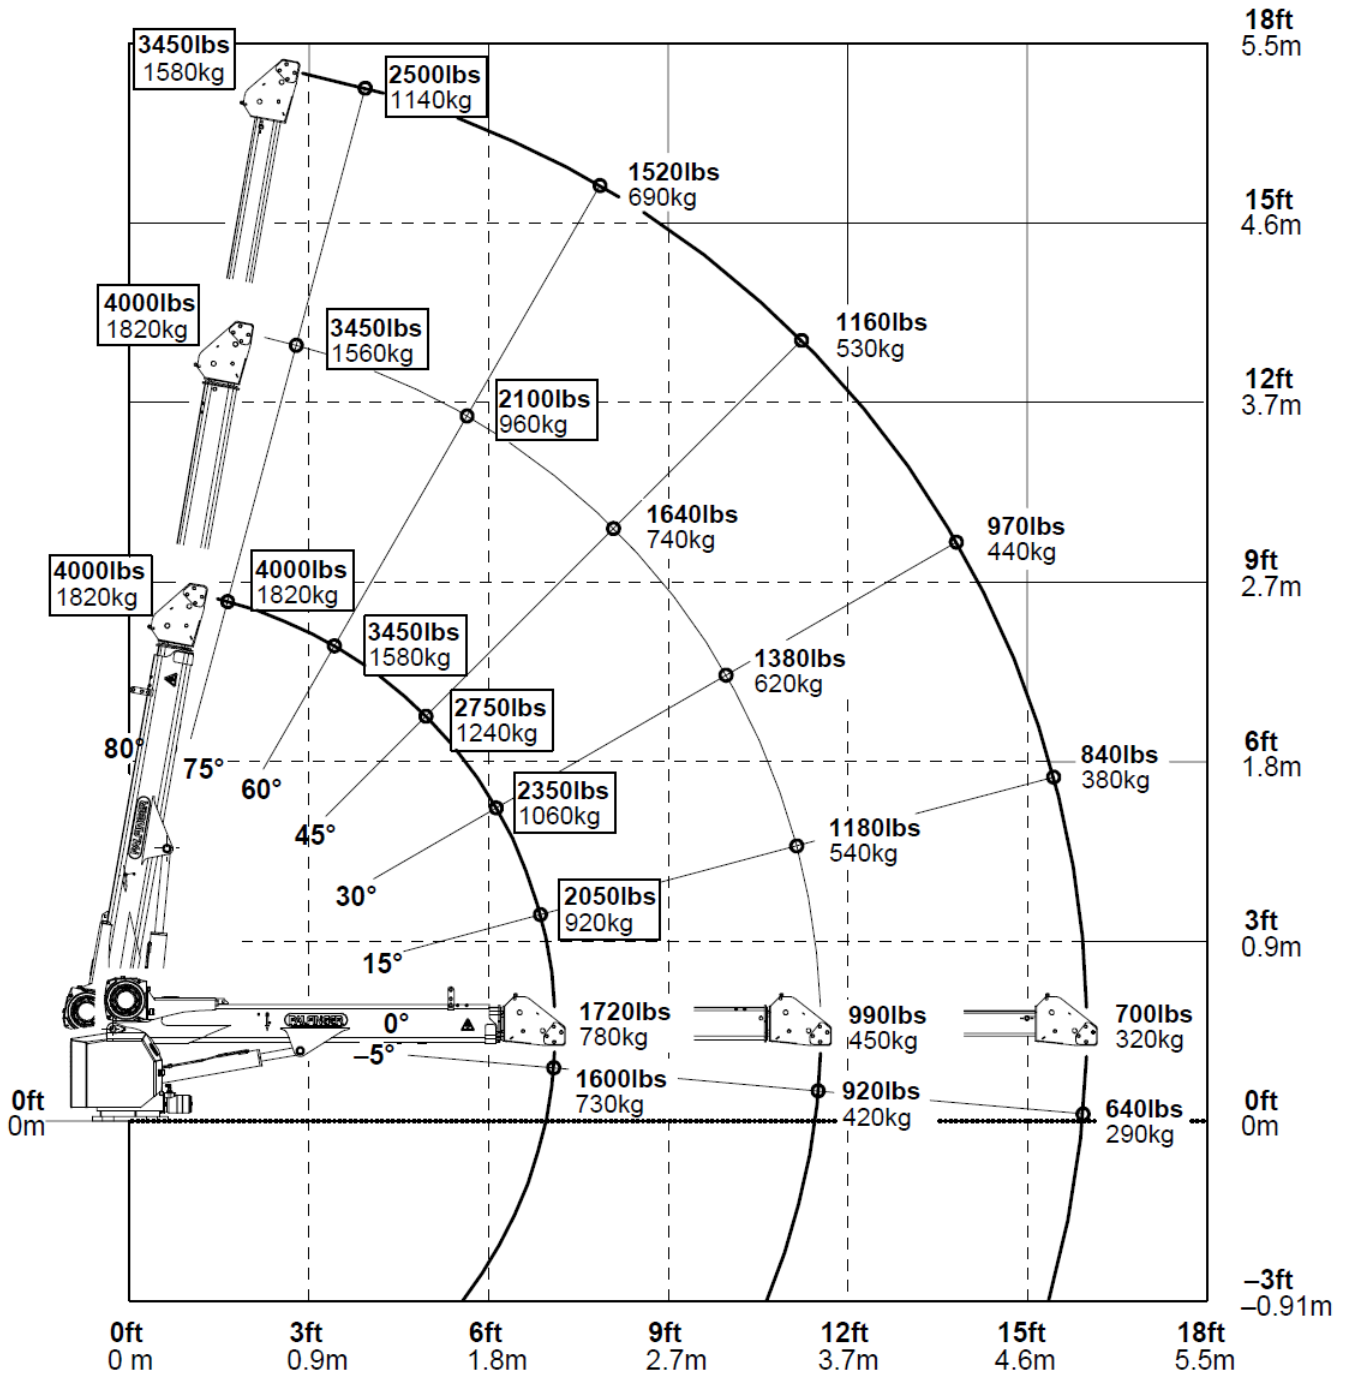 18ft
5.5m
3450lbs
1580kg
2500lbs
1140kg
1520lbs
690kg
15ft
4.6m
4000lbs
1820kg
3450lbs
1560kg
1160lbs
530kg
12ft
3.7m
2100lbs
960kg
1640lbs
740kg
970lbs
440kg
9ft
2.7m
4000lbs
1820kg
4000lbs
1820kg
3450lbs
1580kg
1380lbs
620kg
2750lbs
1240kg
80°
75°
60°
45°
30°
15°
6ft
1.8m
840lbs
380kg
2350lbs
1060kg
1180lbs
540kg
PALFINGER
2050lbs
920kg
3ft
0.9m
PALFINGER
0°
–5°
1720lbs
780kg
990lbs
450kg
700lbs
320kg
1600lbs
730kg
920lbs
420kg
640lbs
290kg
0ft
0m
0ft
0m
–3ft
–0.91m
0ft
0 m
3ft
0.9m
6ft
1.8m
9ft
2.7m
12ft
3.7m
15ft
4.6m
18ft
5.5m